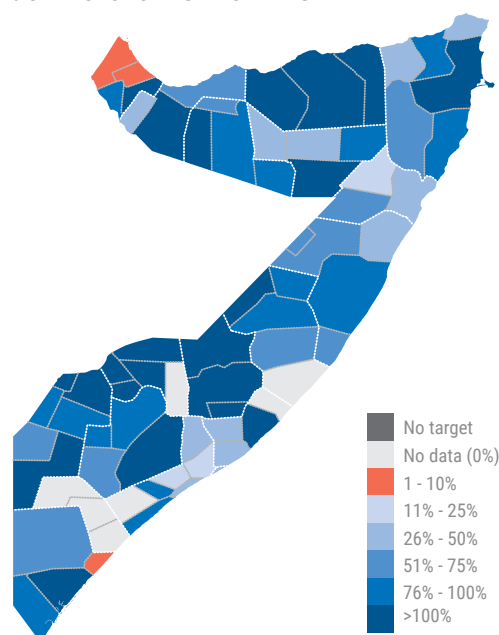 No target
No data (0%)
1 - 10%
11% - 25%
26% - 50%
51% - 75%
76% - 100%
>100%